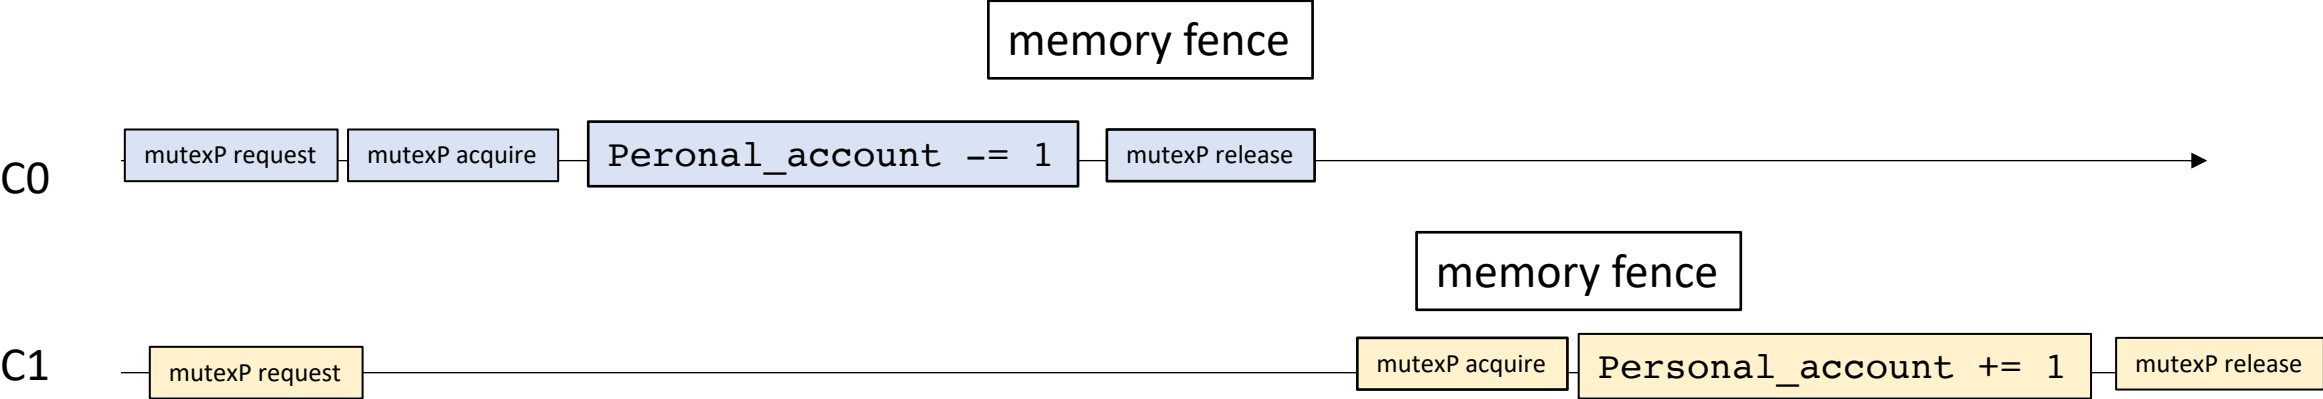 memory fence
C0
mutexP request
mutexP acquire
Peronal_account -= 1
mutexP release
memory fence
C1
mutexP request
mutexP acquire
Personal_account += 1
mutexP release